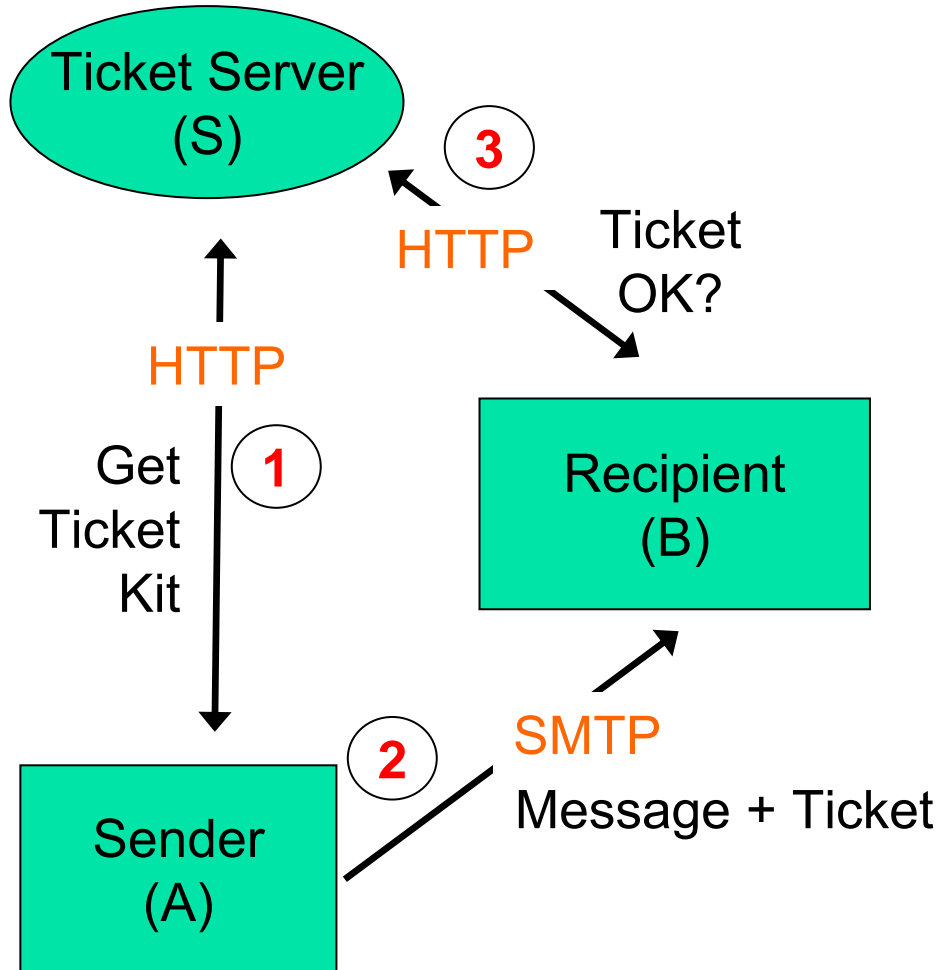 Ticket Server
(S)
3
HTTP
Ticket
OK?
HTTP
1
Get
Ticket
Kit
Recipient
(B)
2
SMTP
Message + Ticket
Sender
(A)